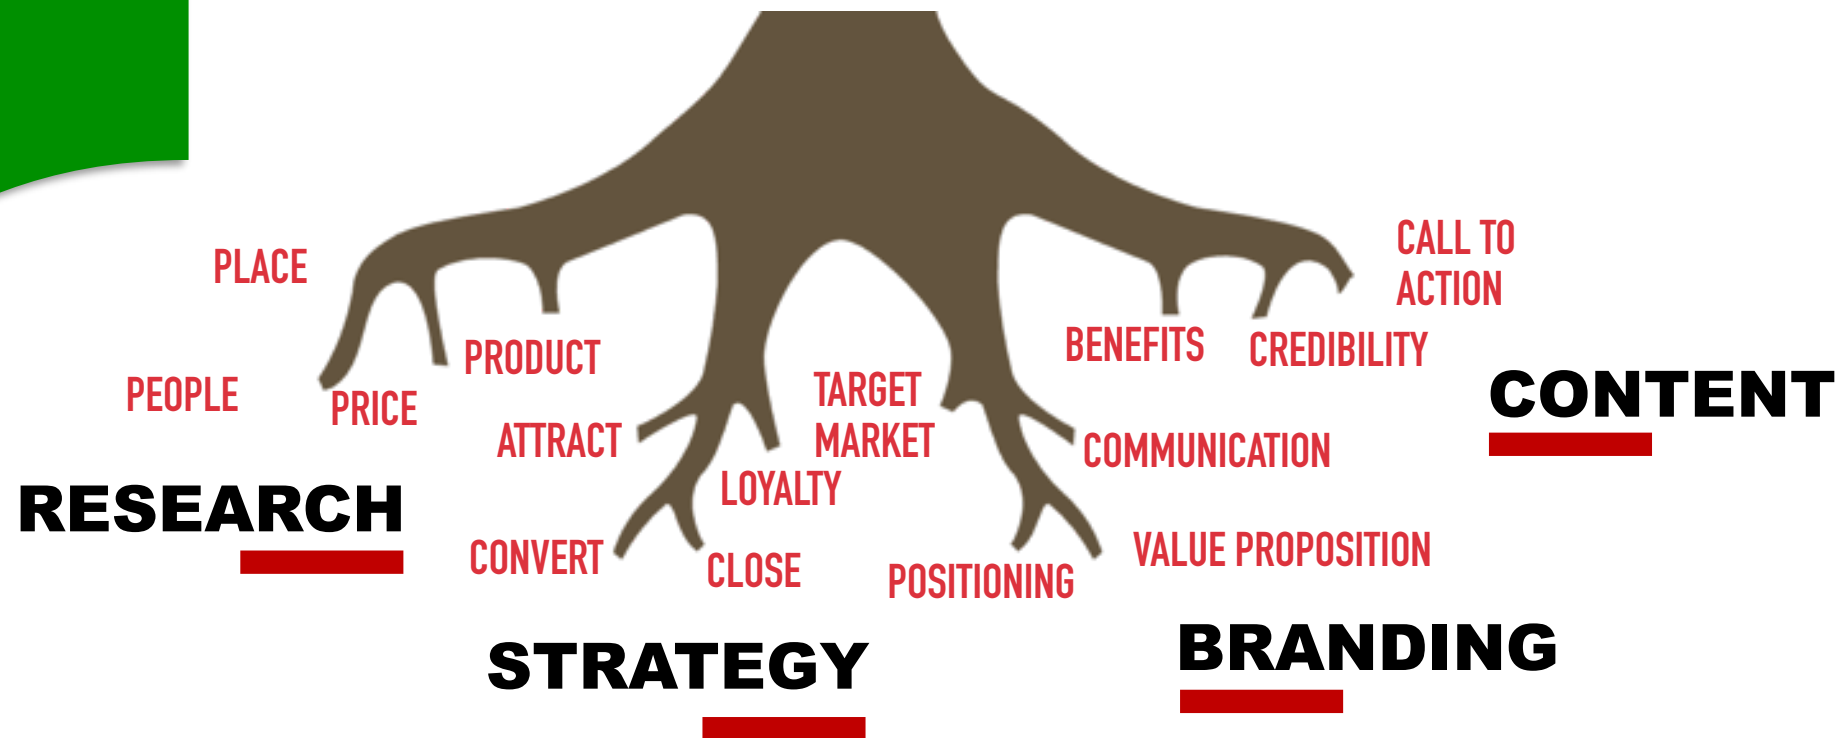 PLACE
PEOPLE
PRICE
PRODUCT
RESEARCH
ATTRACT
CONVERT
CLOSE
LOYALTY
STRATEGY
TARGET
MARKET
POSITIONING
COMMUNICATION
VALUE PROPOSITION
BRANDING
BENEFITS
CREDIBILITY
CALL TO
ACTION
CONTENT